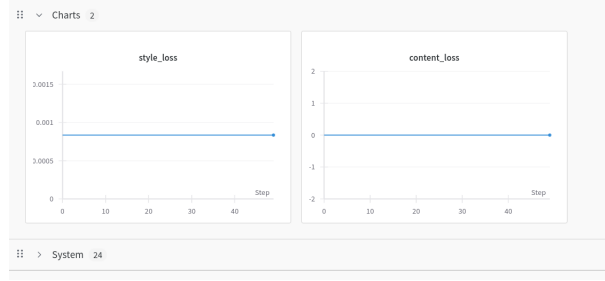 Charts 2
style_loss
0.0015
0.001
0.0005
0
Step
0 10 20 30 40
content_loss
2
1
0
-1
-2
Step
0 10 20 30 40
System 24